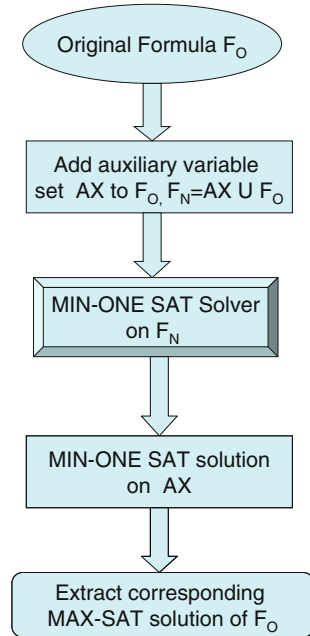 Original Formula F_O
Add auxiliary variable
set AX to F_O, F_N=AX U F_O
MIN-ONE SAT Solver
on F_N
MIN-ONE SAT solution
on AX
Extract corresponding
MAX-SAT solution of F_O